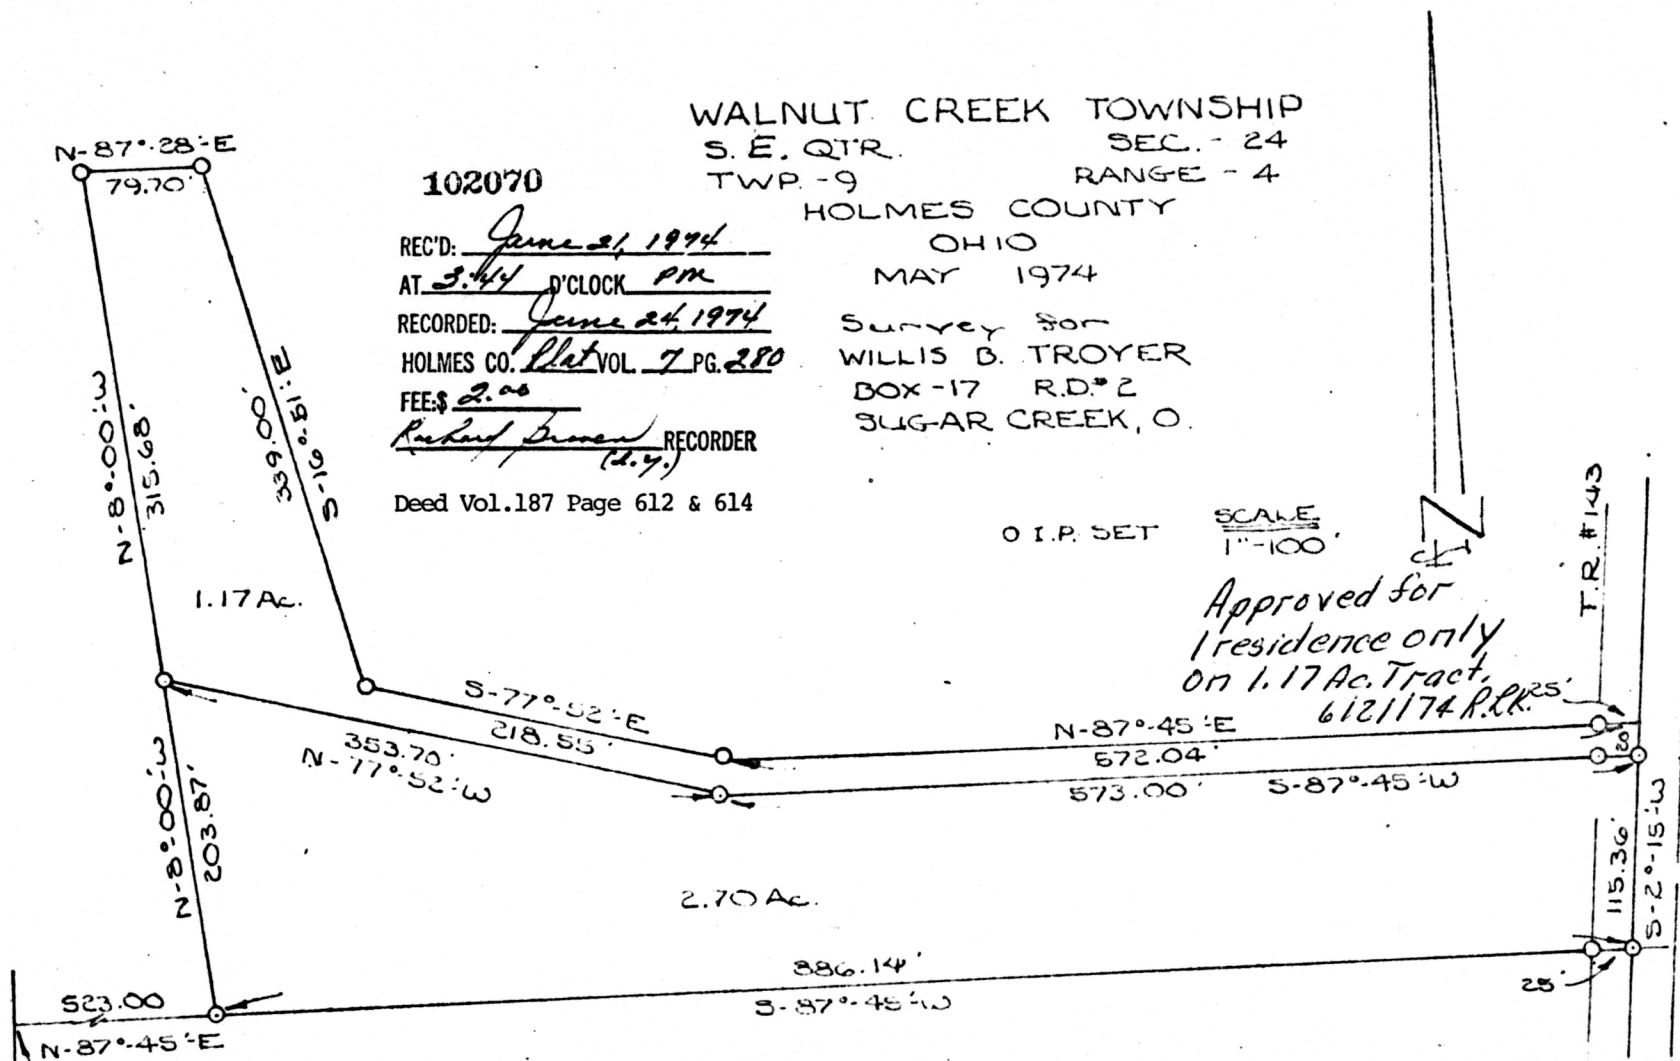 WALNUT CREEK TOWNSHIP
S. E. QTR. SEC. - 24
TWP. - 9 RANGE - 4
HOLMES COUNTY
OHIO
MAY 1974
Survey for
WILLIS B. TROYER
BOX - 17 R.D. # 2
SUGAR CREEK, O.
102070
REC'D: June 21, 1974
AT 3:44 O'CLOCK PM
RECORDED: June 24, 1974
HOLMES CO. Plat VOL. 7 PG. 280
FEE:$ 2.00
Richard RECORDER
(L.y.)
Deed Vol.187 Page 612 & 614
O I.P. SET
SCALE
1"-100'
N
Approved for
1 residence only
on 1.17 Ac. Tract.
6/21/74 R.L.K.
T.R. #143
N-87°-28'-E
79.70'
N-8°-00'-W
315.68'
339.00'
S-16°-51'-E
1.17 Ac.
S-77°-52'-E
218.55'
353.70'
N-77°-52'-W
N-87°-45'-E
572.04'
573.00' S-87°-45'-W
25'
20'
N-8°-00'-W
203.87'
2.70 Ac.
115.36'
S-2°-15'-W
886.14'
S-87°-45'-W
25'
523.00
N-87°-45'-E